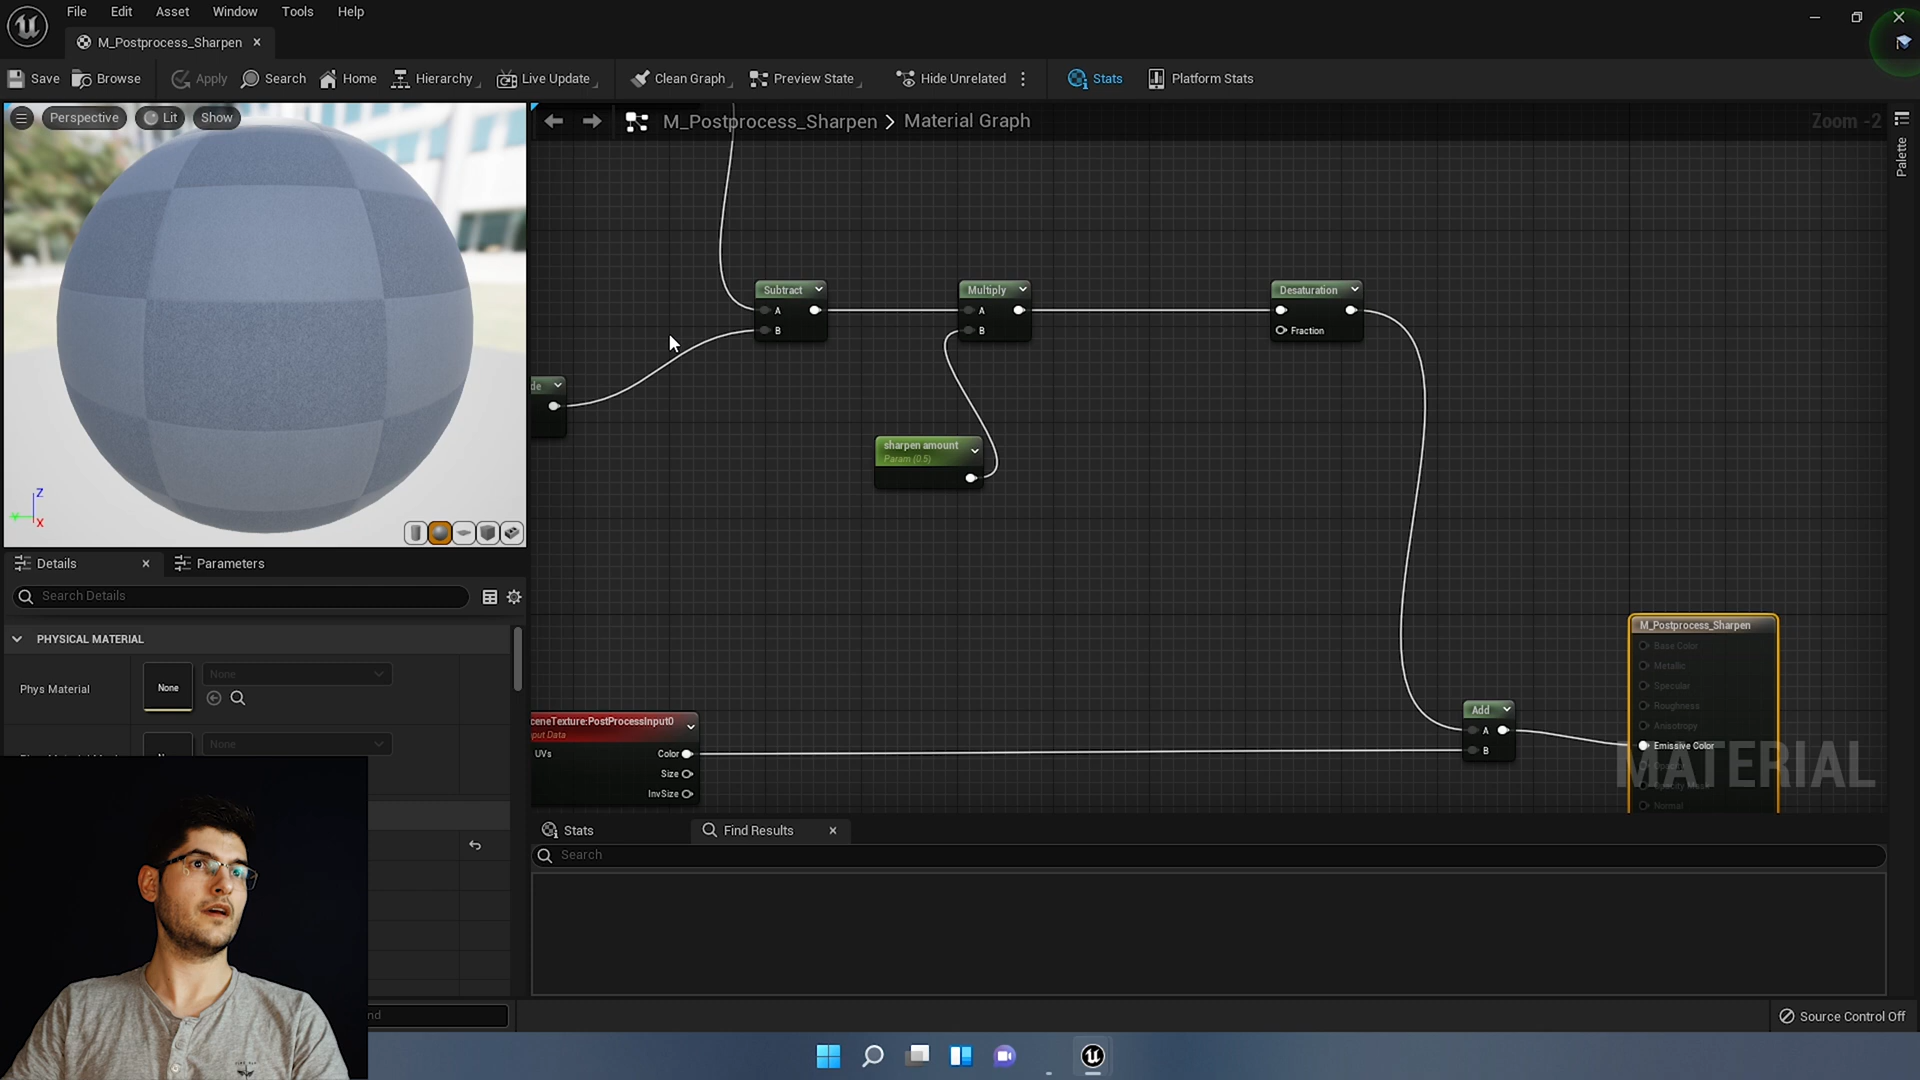 File Edit Asset Window Tools Help
M_Postprocess_Sharpen
Save Browse Apply Search Home Hierarchy Live Update Clean Graph Preview State Hide Unrelated Stats Platform Stats
Perspective Lit Show
M_Postprocess_Sharpen > Material Graph
Zoom -2
Palette
Subtract
A
B
Multiply
A
B
Desaturation
Fraction
de
sharpen amount
Param (0.5)
Z
Y
X
Details Parameters
Search Details
PHYSICAL MATERIAL
Phys Material
None
None
None
ceneTexture:PostProcessInput0
put Data
UVs
Color
Size
InvSize
Add
A
B
M_Postprocess_Sharpen
Base Color
Metallic
Specular
Roughness
Anisotropy
Emissive Color
Normal
MATERIAL
Stats Find Results
Search
nd
Source Control Off